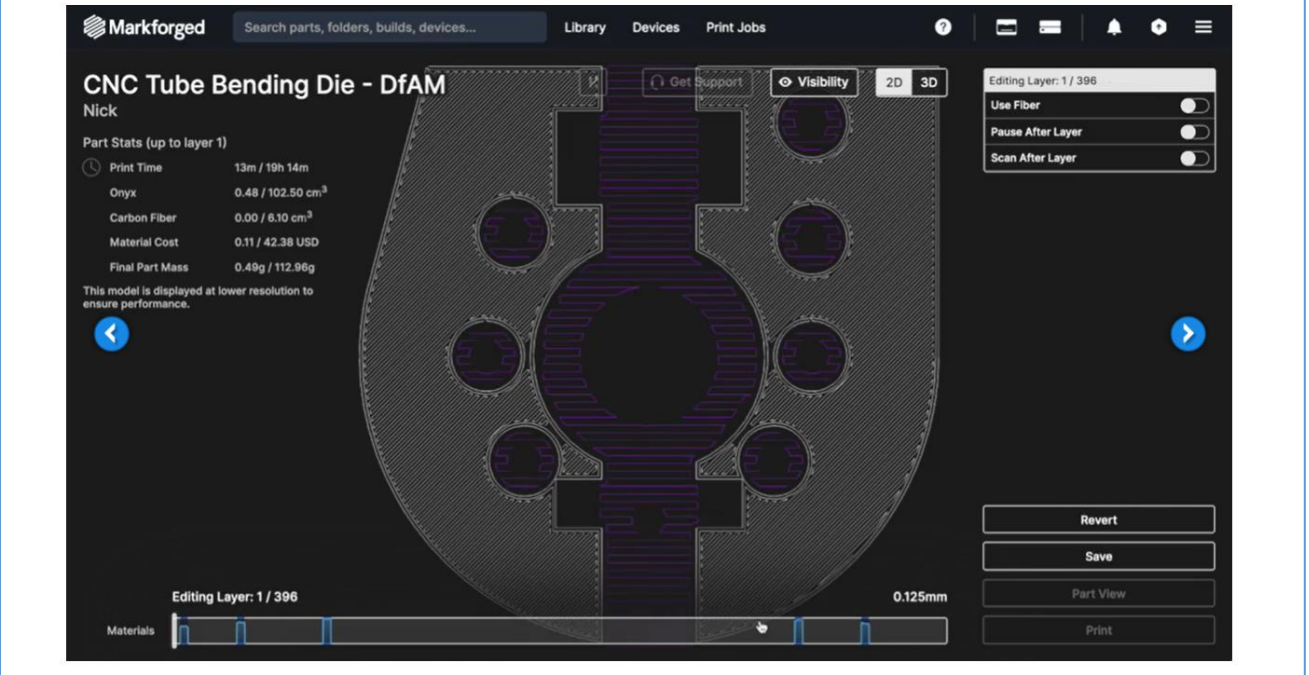 Markforged
Search parts, folders, builds, devices...
Library
Devices
Print Jobs
?
CNC Tube Bending Die - DfAM
Nick
Get Support
Visibility
2D
3D
Part Stats (up to layer 1)
Print Time 13m / 19h 14m
Onyx 0.48 / 102.50 cm³
Carbon Fiber 0.00 / 6.10 cm³
Material Cost 0.11 / 42.38 USD
Final Part Mass 0.49g / 112.96g
This model is displayed at lower resolution to
ensure performance.
Editing Layer: 1 / 396
Use Fiber
Pause After Layer
Scan After Layer
Revert
Save
Part View
Print
Editing Layer: 1 / 396
0.125mm
Materials